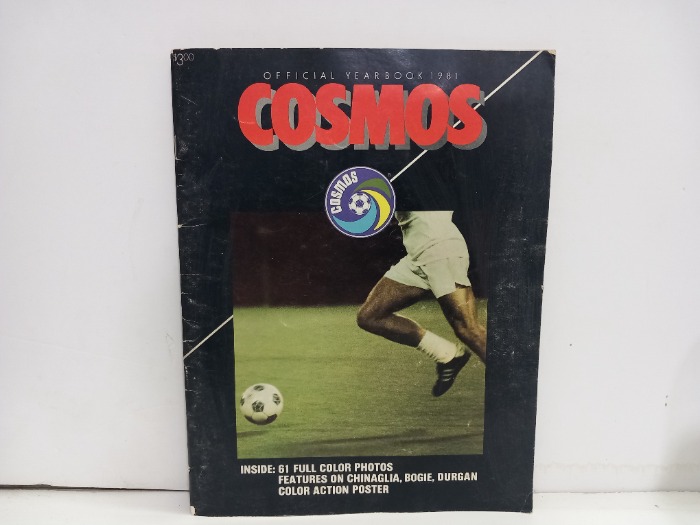 $3.00
OFFICIAL YEARBOOK 1981
COSMOS
COSMOS
INSIDE: 61 FULL COLOR PHOTOS
FEATURES ON CHINAGLIA, BOGIE, DURGAN
COLOR ACTION POSTER